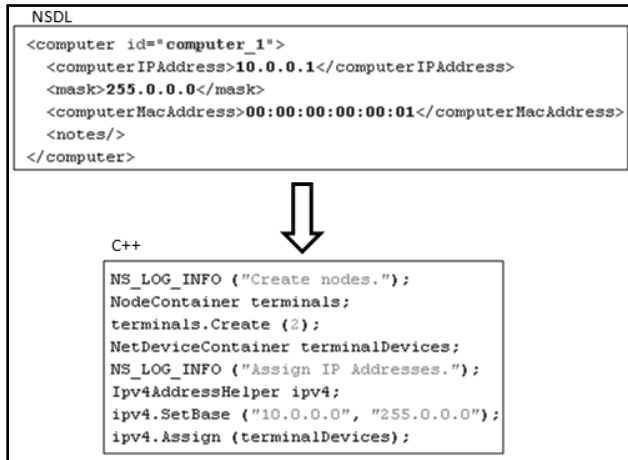 NSDL
<computer id="computer_1">
<computerIPAddress>10.0.0.1</computerIPAddress>
<mask>255.0.0.0</mask>
<computerMacAddress>00:00:00:00:00:01</computerMacAddress>
<notes/>
</computer>
C++
NS_LOG_INFO ("Create nodes.");
NodeContainer terminals;
terminals.Create (2);
NetDeviceContainer terminalDevices;
NS_LOG_INFO ("Assign IP Addresses.");
Ipv4AddressHelper ipv4;
ipv4.SetBase ("10.0.0.0", "255.0.0.0");
ipv4.Assign (terminalDevices);